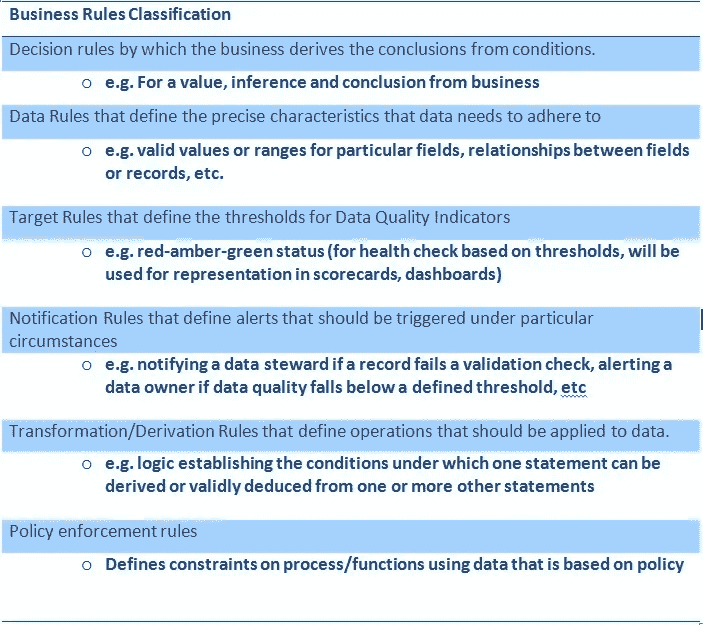 Business Rules Classification
Decision rules by which the business derives the conclusions from conditions.
o e.g. For a value, inference and conclusion from business
Data Rules that define the precise characteristics that data needs to adhere to
o e.g. valid values or ranges for particular fields, relationships between fields
or records, etc.
Target Rules that define the thresholds for Data Quality Indicators
o e.g. red-amber-green status (for health check based on thresholds, will be
used for representation in scorecards, dashboards)
Notification Rules that define alerts that should be triggered under particular
circumstances
o e.g. notifying a data steward if a record fails a validation check, alerting a
data owner if data quality falls below a defined threshold, etc
Transformation/Derivation Rules that define operations that should be applied to data.
o e.g. logic establishing the conditions under which one statement can be
derived or validly deduced from one or more other statements
Policy enforcement rules
o Defines constraints on process/functions using data that is based on policy